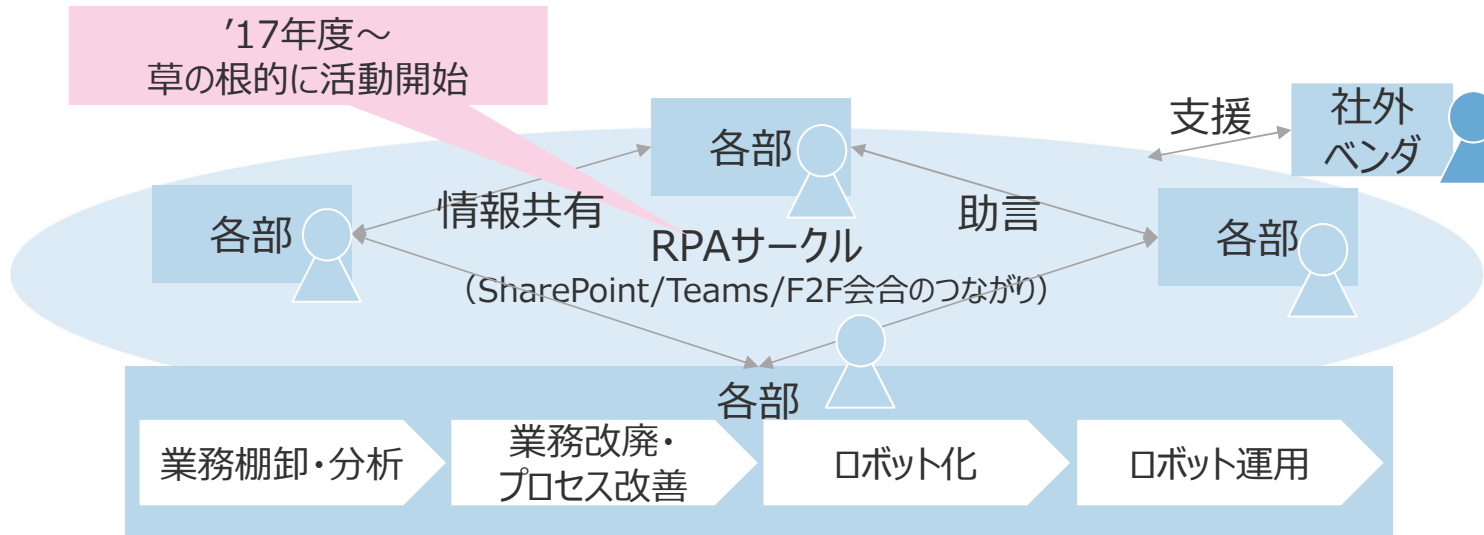 ’17年度～
草の根的に活動開始
各部
支援
社外
ベンダ
各部
情報共有
助言
各部
RPAサークル
（SharePoint/Teams/F2F会合のつながり）
各部
業務棚卸・分析
業務改廃・
プロセス改善
ロボット化
ロボット運用